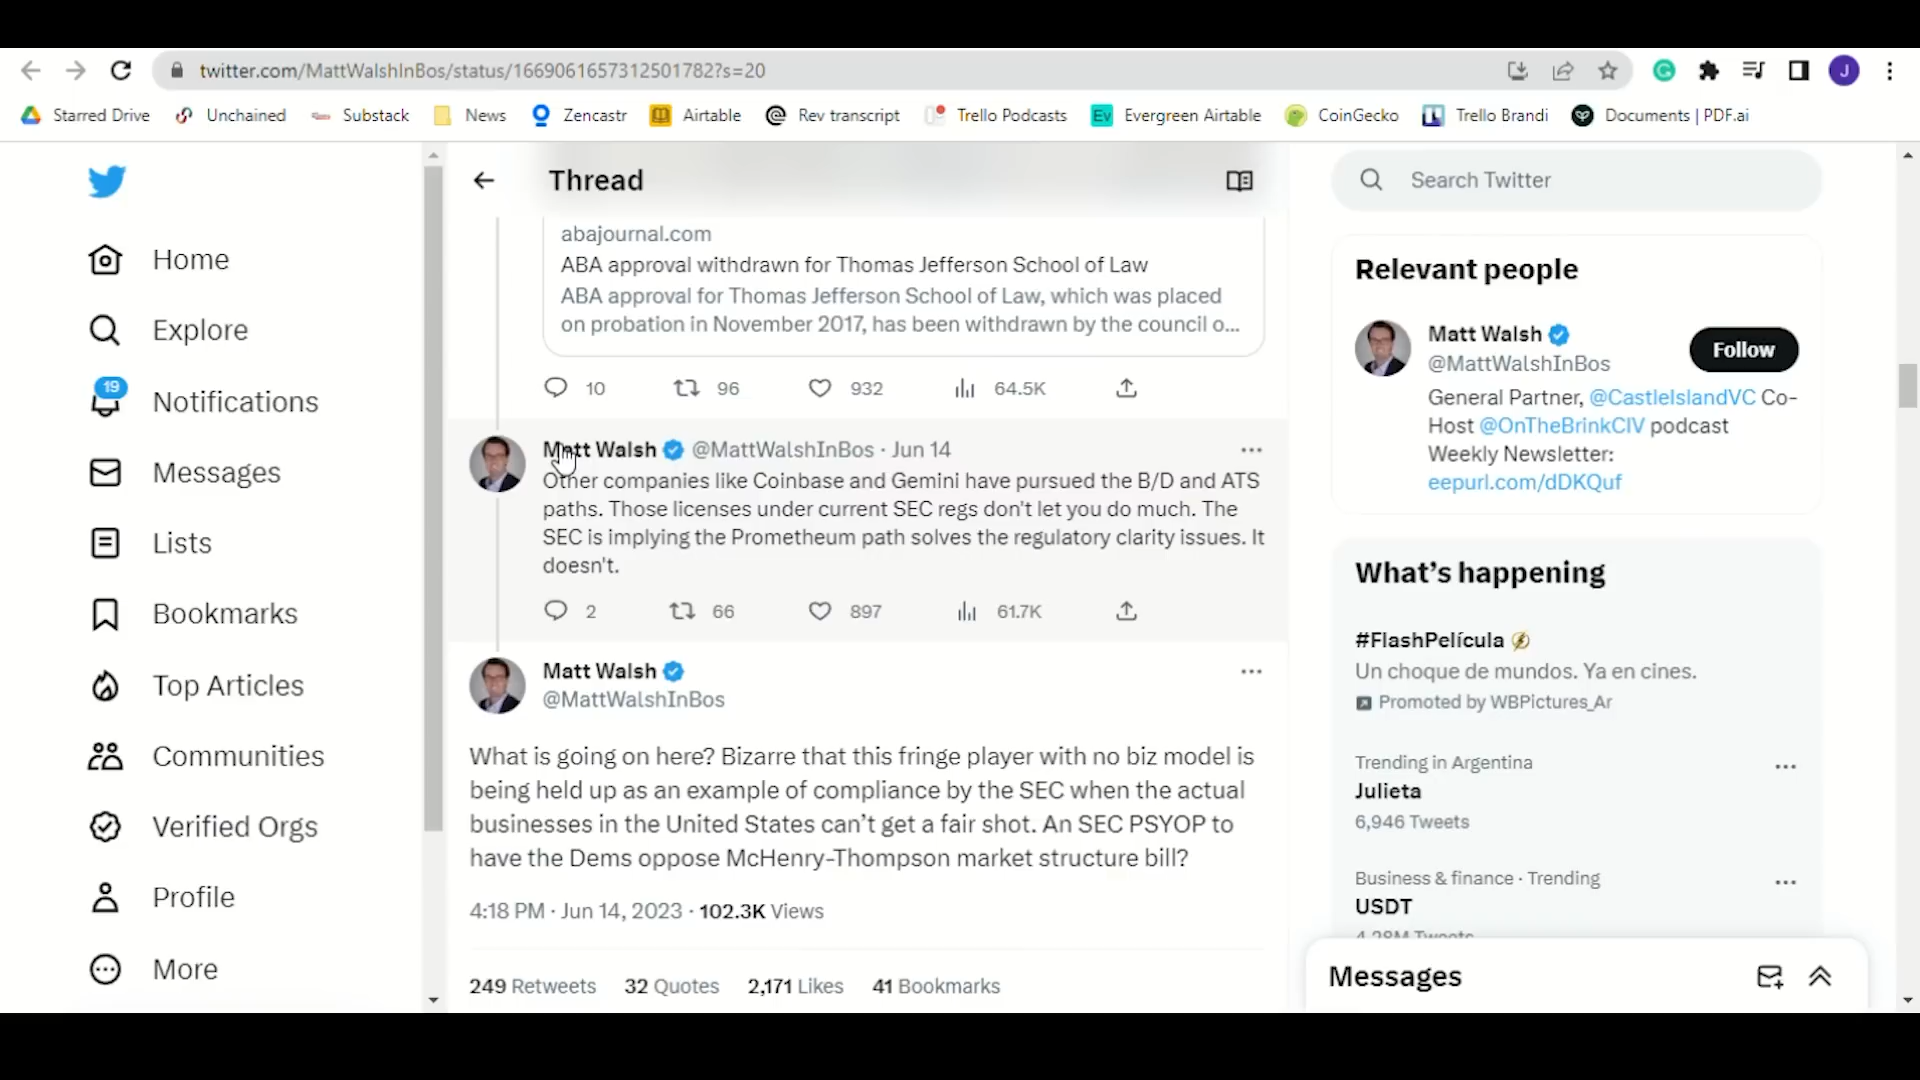 twitter.com/MattWalshInBos/status/1669061657312501782?s=20
J
Starred Drive
Unchained
Substack
News
Zencastr
Airtable
Rev transcript
Trello Podcasts
Ev
Evergreen Airtable
CoinGecko
Trello Brandi
Documents | PDF.ai
Home
Explore
19
Notifications
Messages
Lists
Bookmarks
Top Articles
Communities
Verified Orgs
Profile
More
Thread
abajournal.com
ABA approval withdrawn for Thomas Jefferson School of Law
ABA approval for Thomas Jefferson School of Law, which was placed
on probation in November 2017, has been withdrawn by the council o...
10 96 932 64.5K
Matt Walsh @MattWalshInBos · Jun 14
Other companies like Coinbase and Gemini have pursued the B/D and ATS
paths. Those licenses under current SEC regs don't let you do much. The
SEC is implying the Prometheum path solves the regulatory clarity issues. It
doesn't.
2 66 897 61.7K
Matt Walsh
@MattWalshInBos
What is going on here? Bizarre that this fringe player with no biz model is
being held up as an example of compliance by the SEC when the actual
businesses in the United States can’t get a fair shot. An SEC PSYOP to
have the Dems oppose McHenry-Thompson market structure bill?
4:18 PM · Jun 14, 2023 · 102.3K Views
249 Retweets 32 Quotes 2,171 Likes 41 Bookmarks
Search Twitter
Relevant people
Matt Walsh
@MattWalshInBos
Follow
General Partner, @CastleIslandVC Co-
Host @OnTheBrinkCIV podcast
Weekly Newsletter:
eepurl.com/dDKQuf
What’s happening
#FlashPelícula
Un choque de mundos. Ya en cines.
Promoted by WBPictures_Ar
Trending in Argentina
Julieta
6,946 Tweets
Business & finance · Trending
USDT
4.28M Tweets
Messages